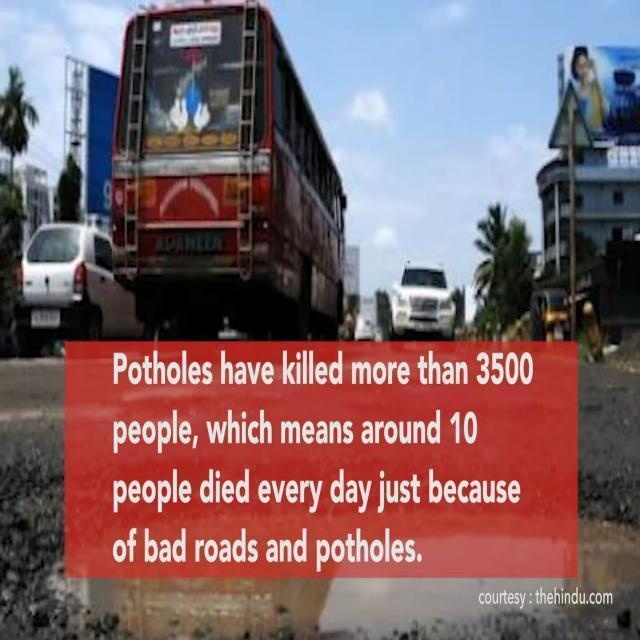 Potholes have killed more than 3500
people, which means around 10
people died every day just because
of bad roads and potholes.
courtesy : thehindu.com